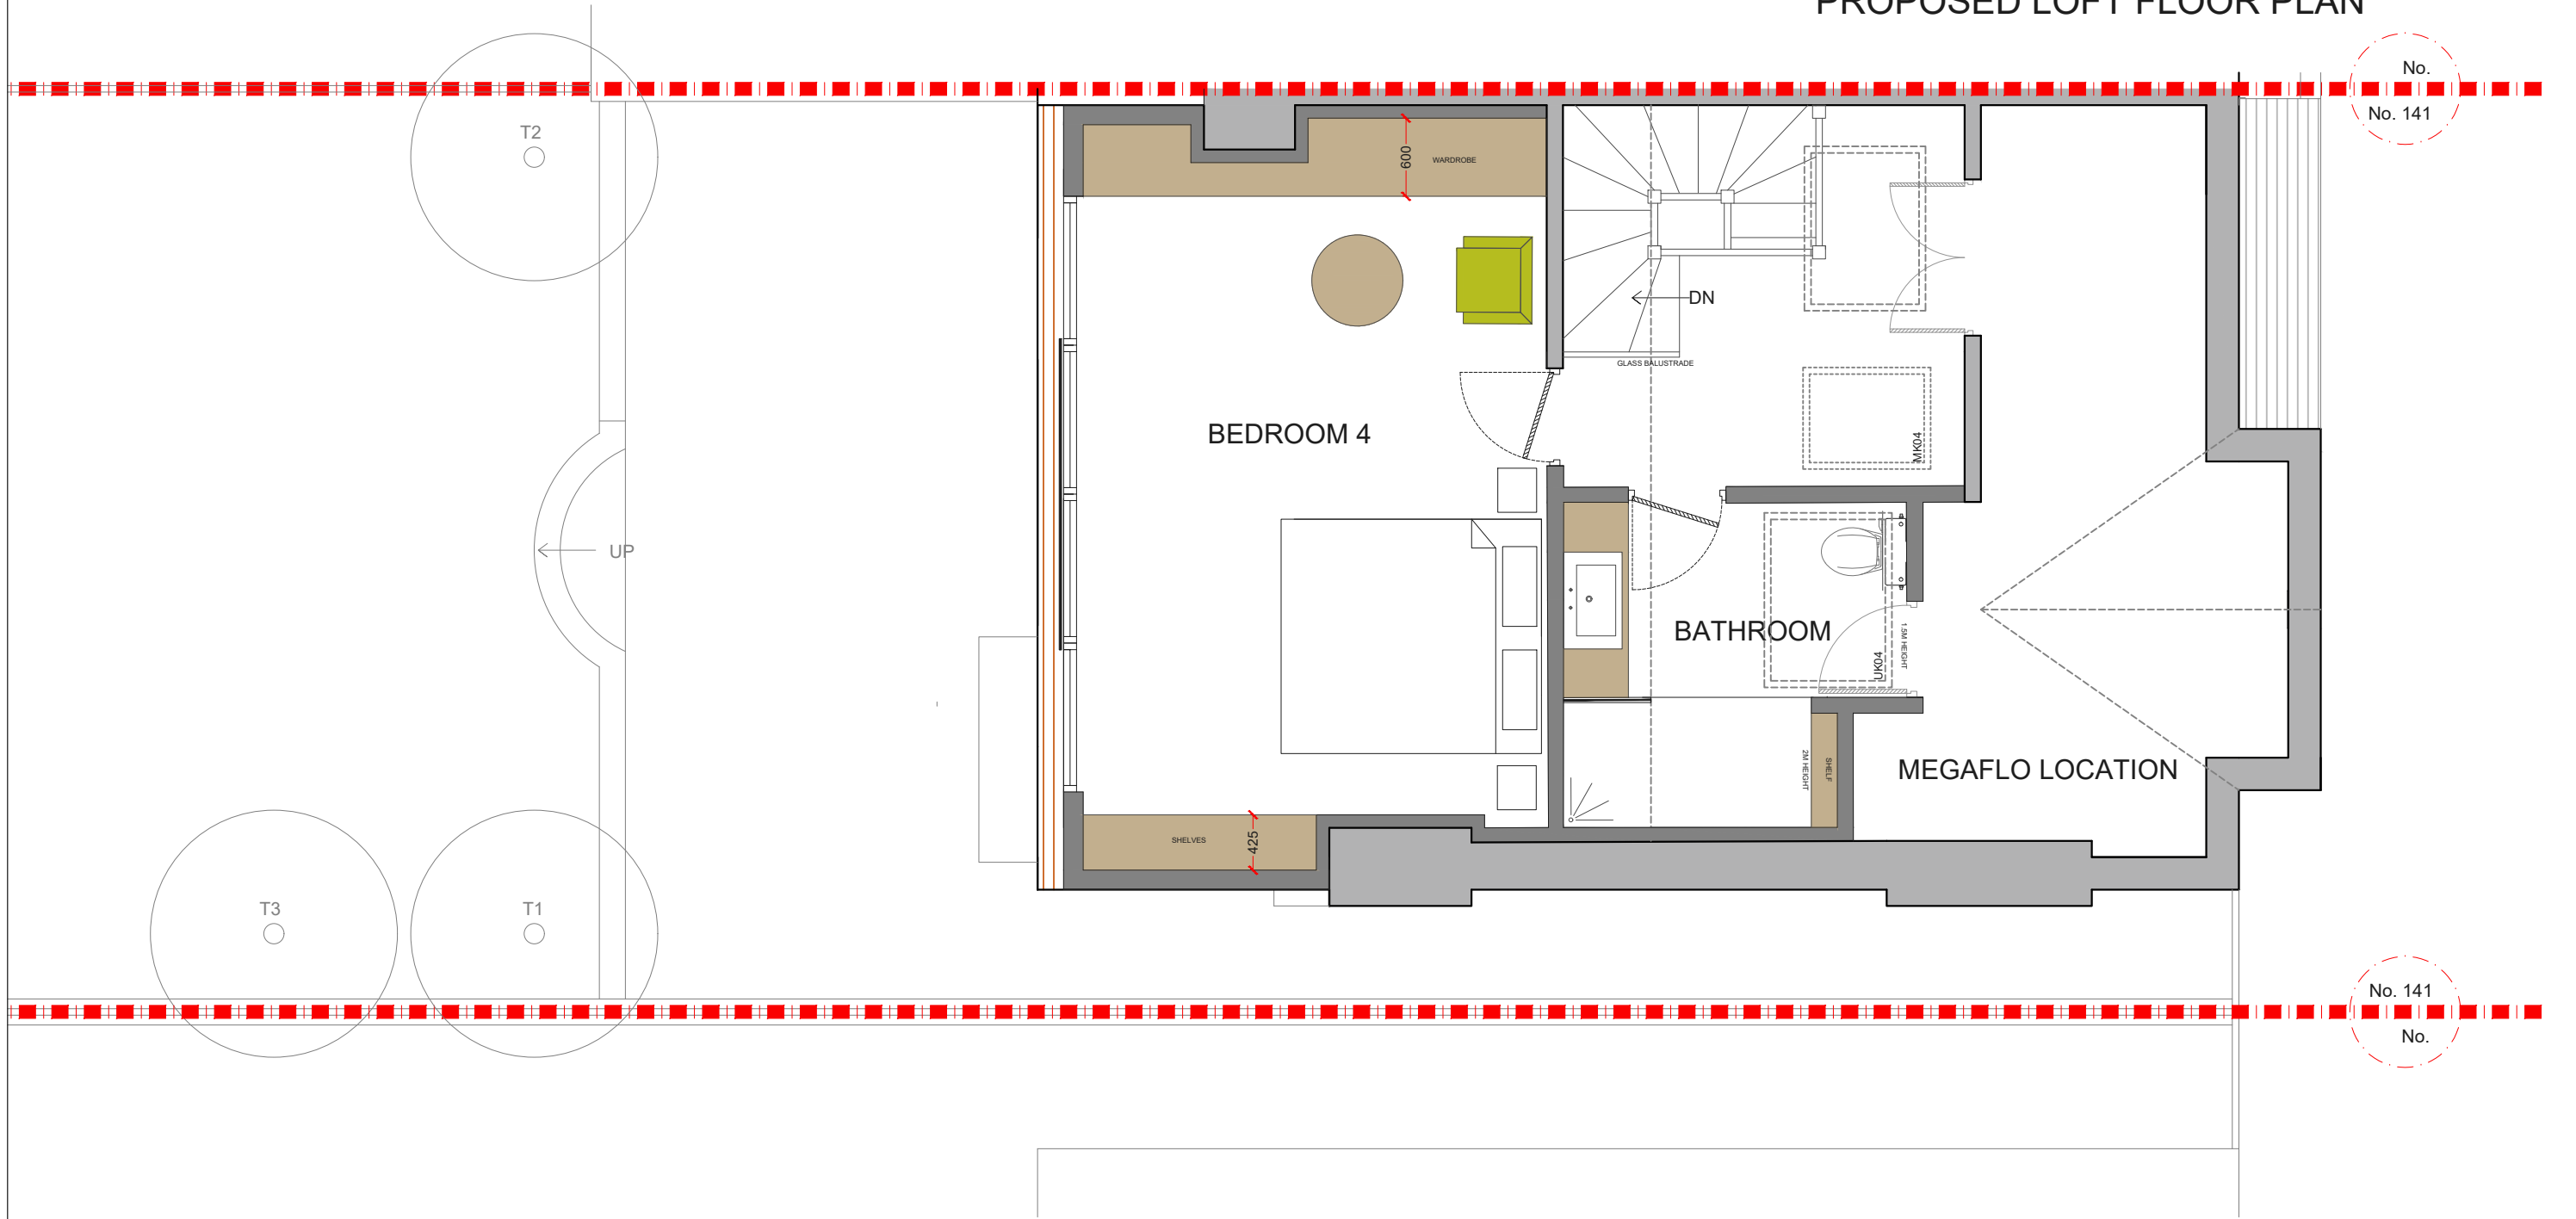 PROPOSED LOFT FLOOR PLAN
No.
No. 141
T2
600
WARDROBE
DN
GLASS BALUSTRADE
BEDROOM 4
MK04
UP
BATHROOM
1.5M HEIGHT
UK04
2M HEIGHT
SHELF
MEGAFLO LOCATION
SHELVES
425
T3
T1
No. 141
No.